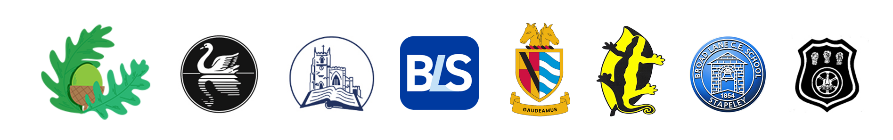 BLS
GAUDEAMUS
BROAD LANE C.E. SCHOOL
1854
STAPELEY